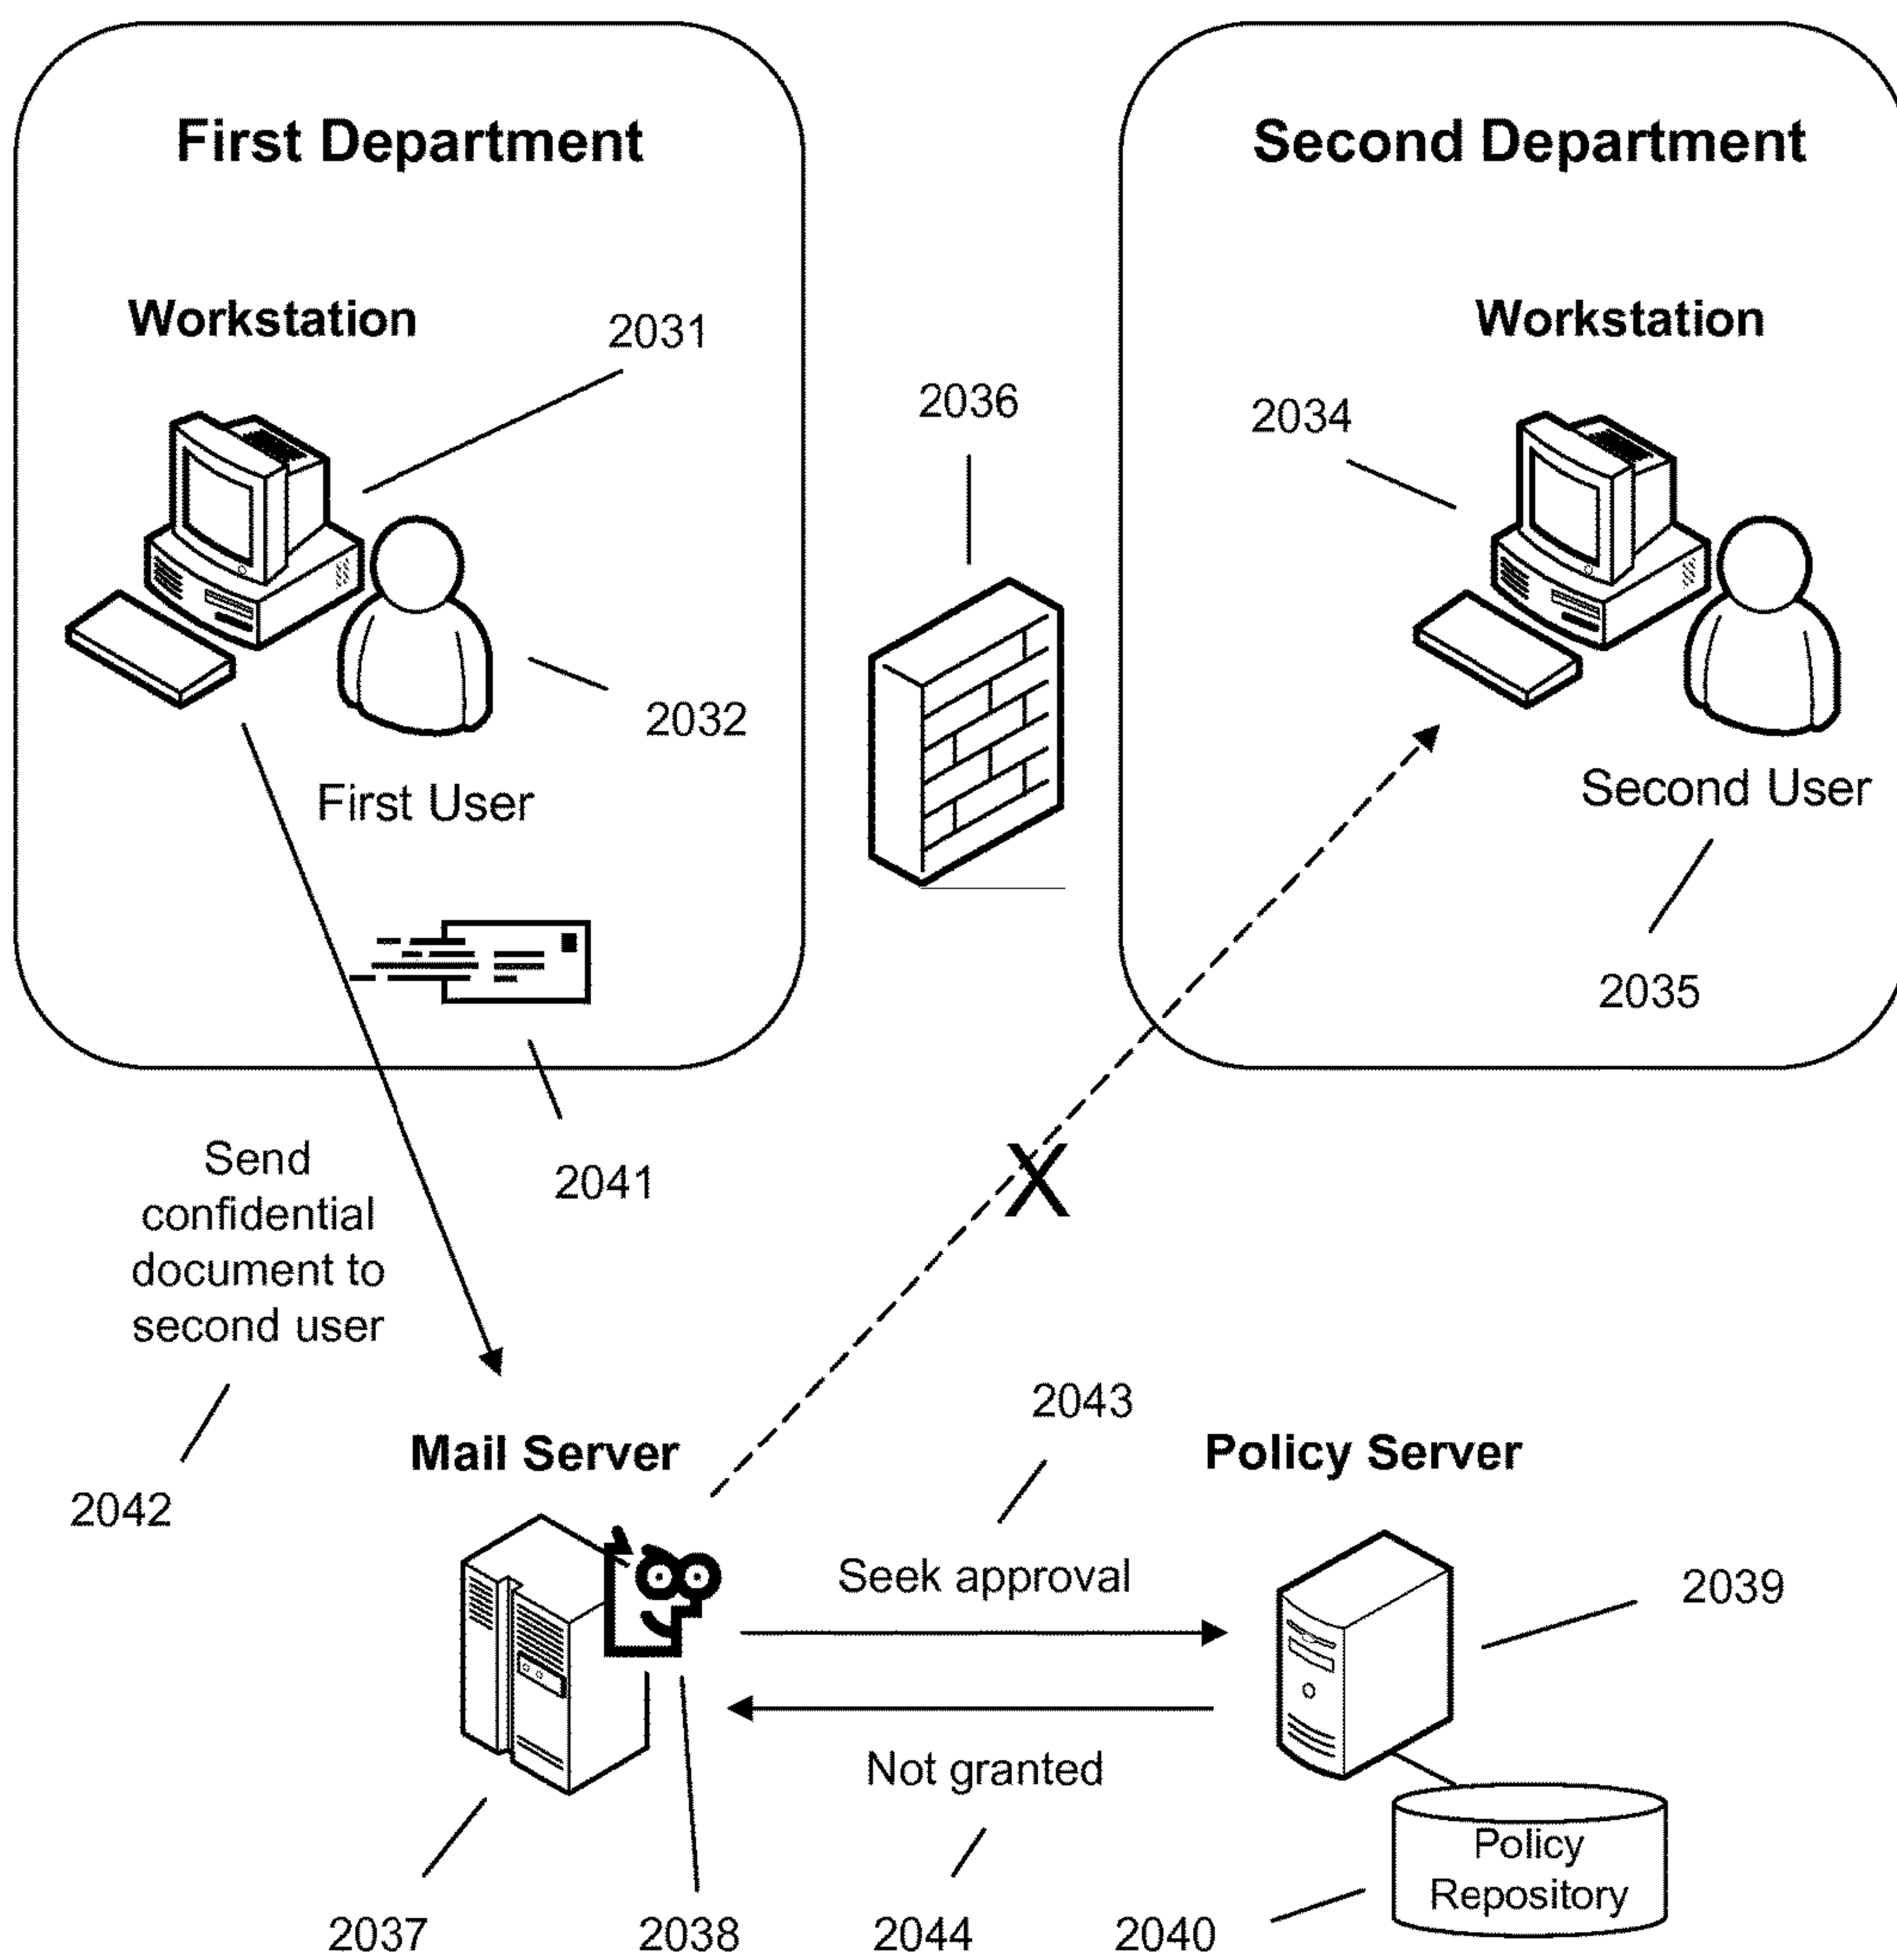 First Department
Second Department
Workstation
2031
Workstation
2036
2034
2032
First User
Second User
2035
2041
Send
confidential
document to
second user
2043
Mail Server
Policy Server
2042
Seek approval
2039
X
Not granted
Policy
Repository
2037
2038
2044
2040